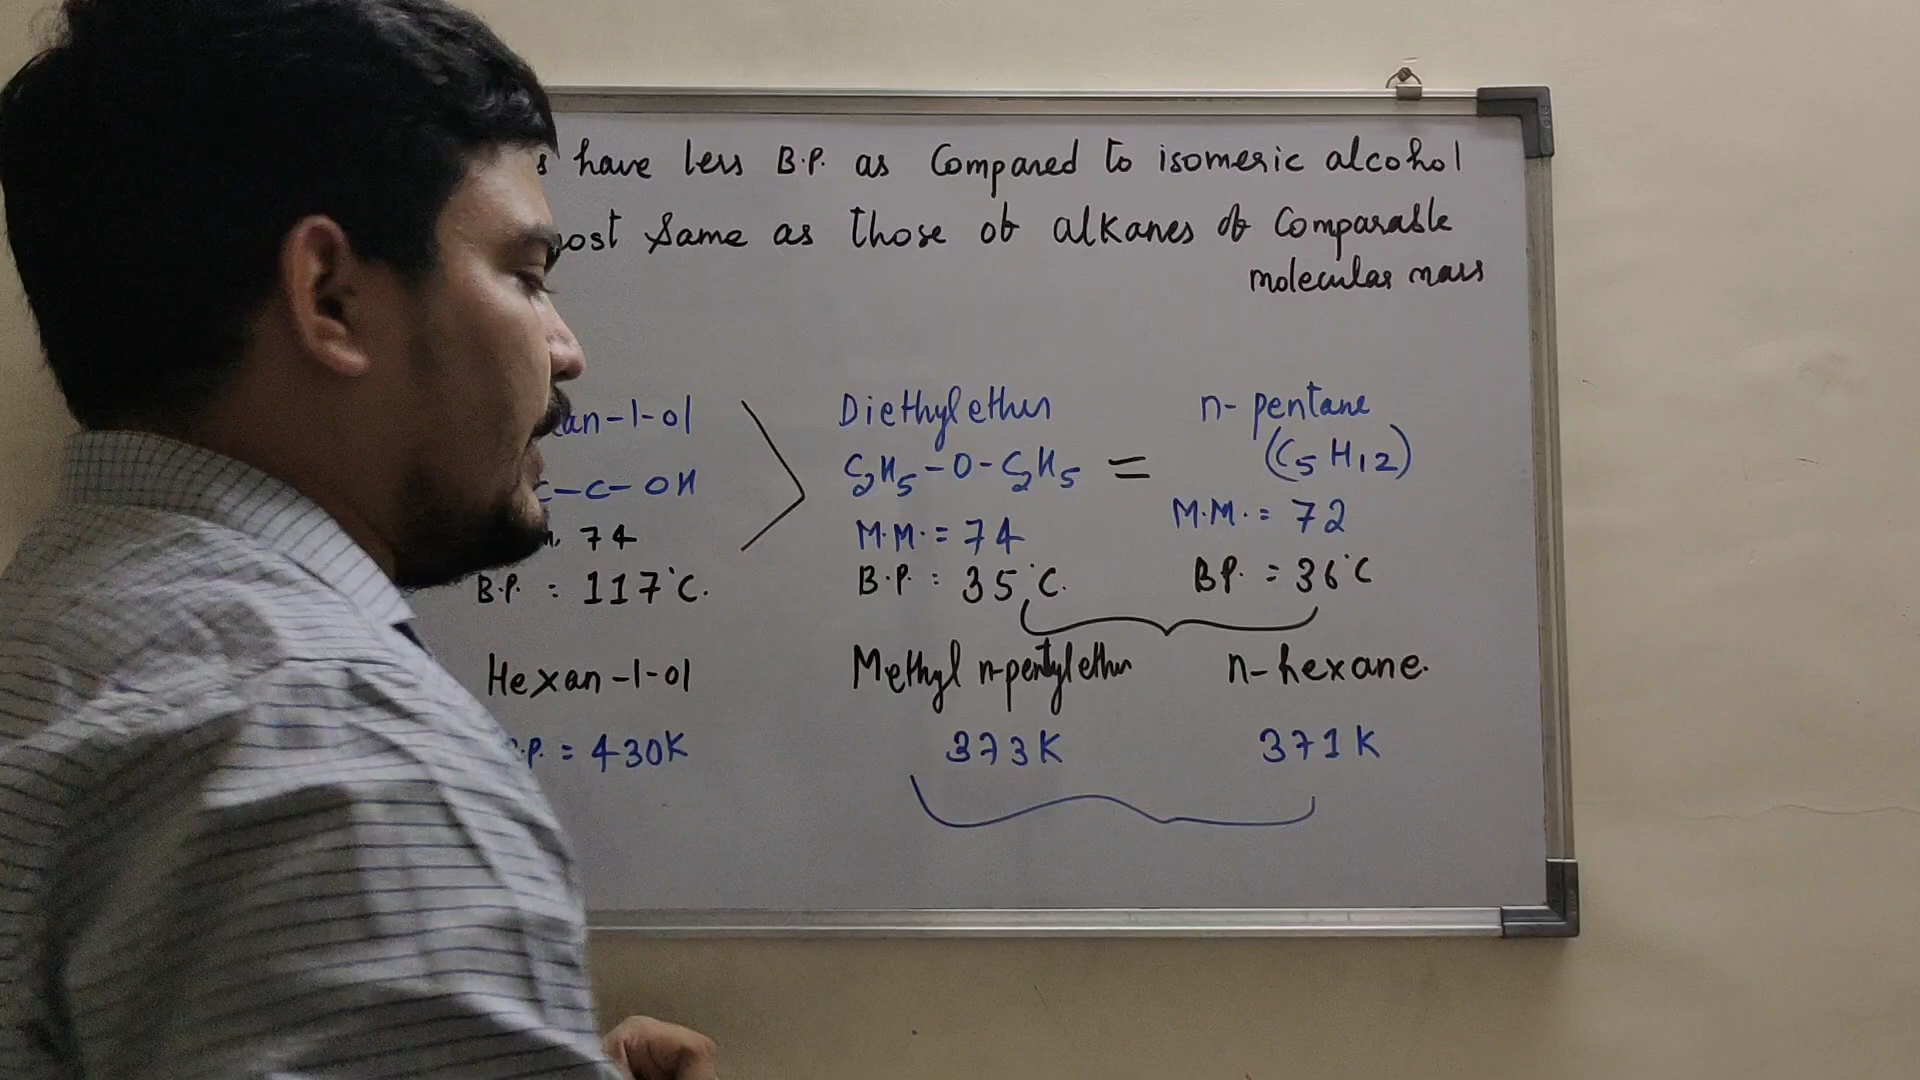 s have less B.P. as Compared to isomeric alcohol
ost Same as those of alkanes of Comparable
molecular mass
an-1-ol
Diethylether
n-pentane
C-C-OH
C2H5-O-C2H5 =
(C5H12)
74
M.M. = 74
M.M. = 72
B.P. : 117°C.
B.P. : 35°C.
BP. = 36°C
Hexan-1-ol
Methyl n-pentylether
n-hexane.
.P. = 430K
373K
371K